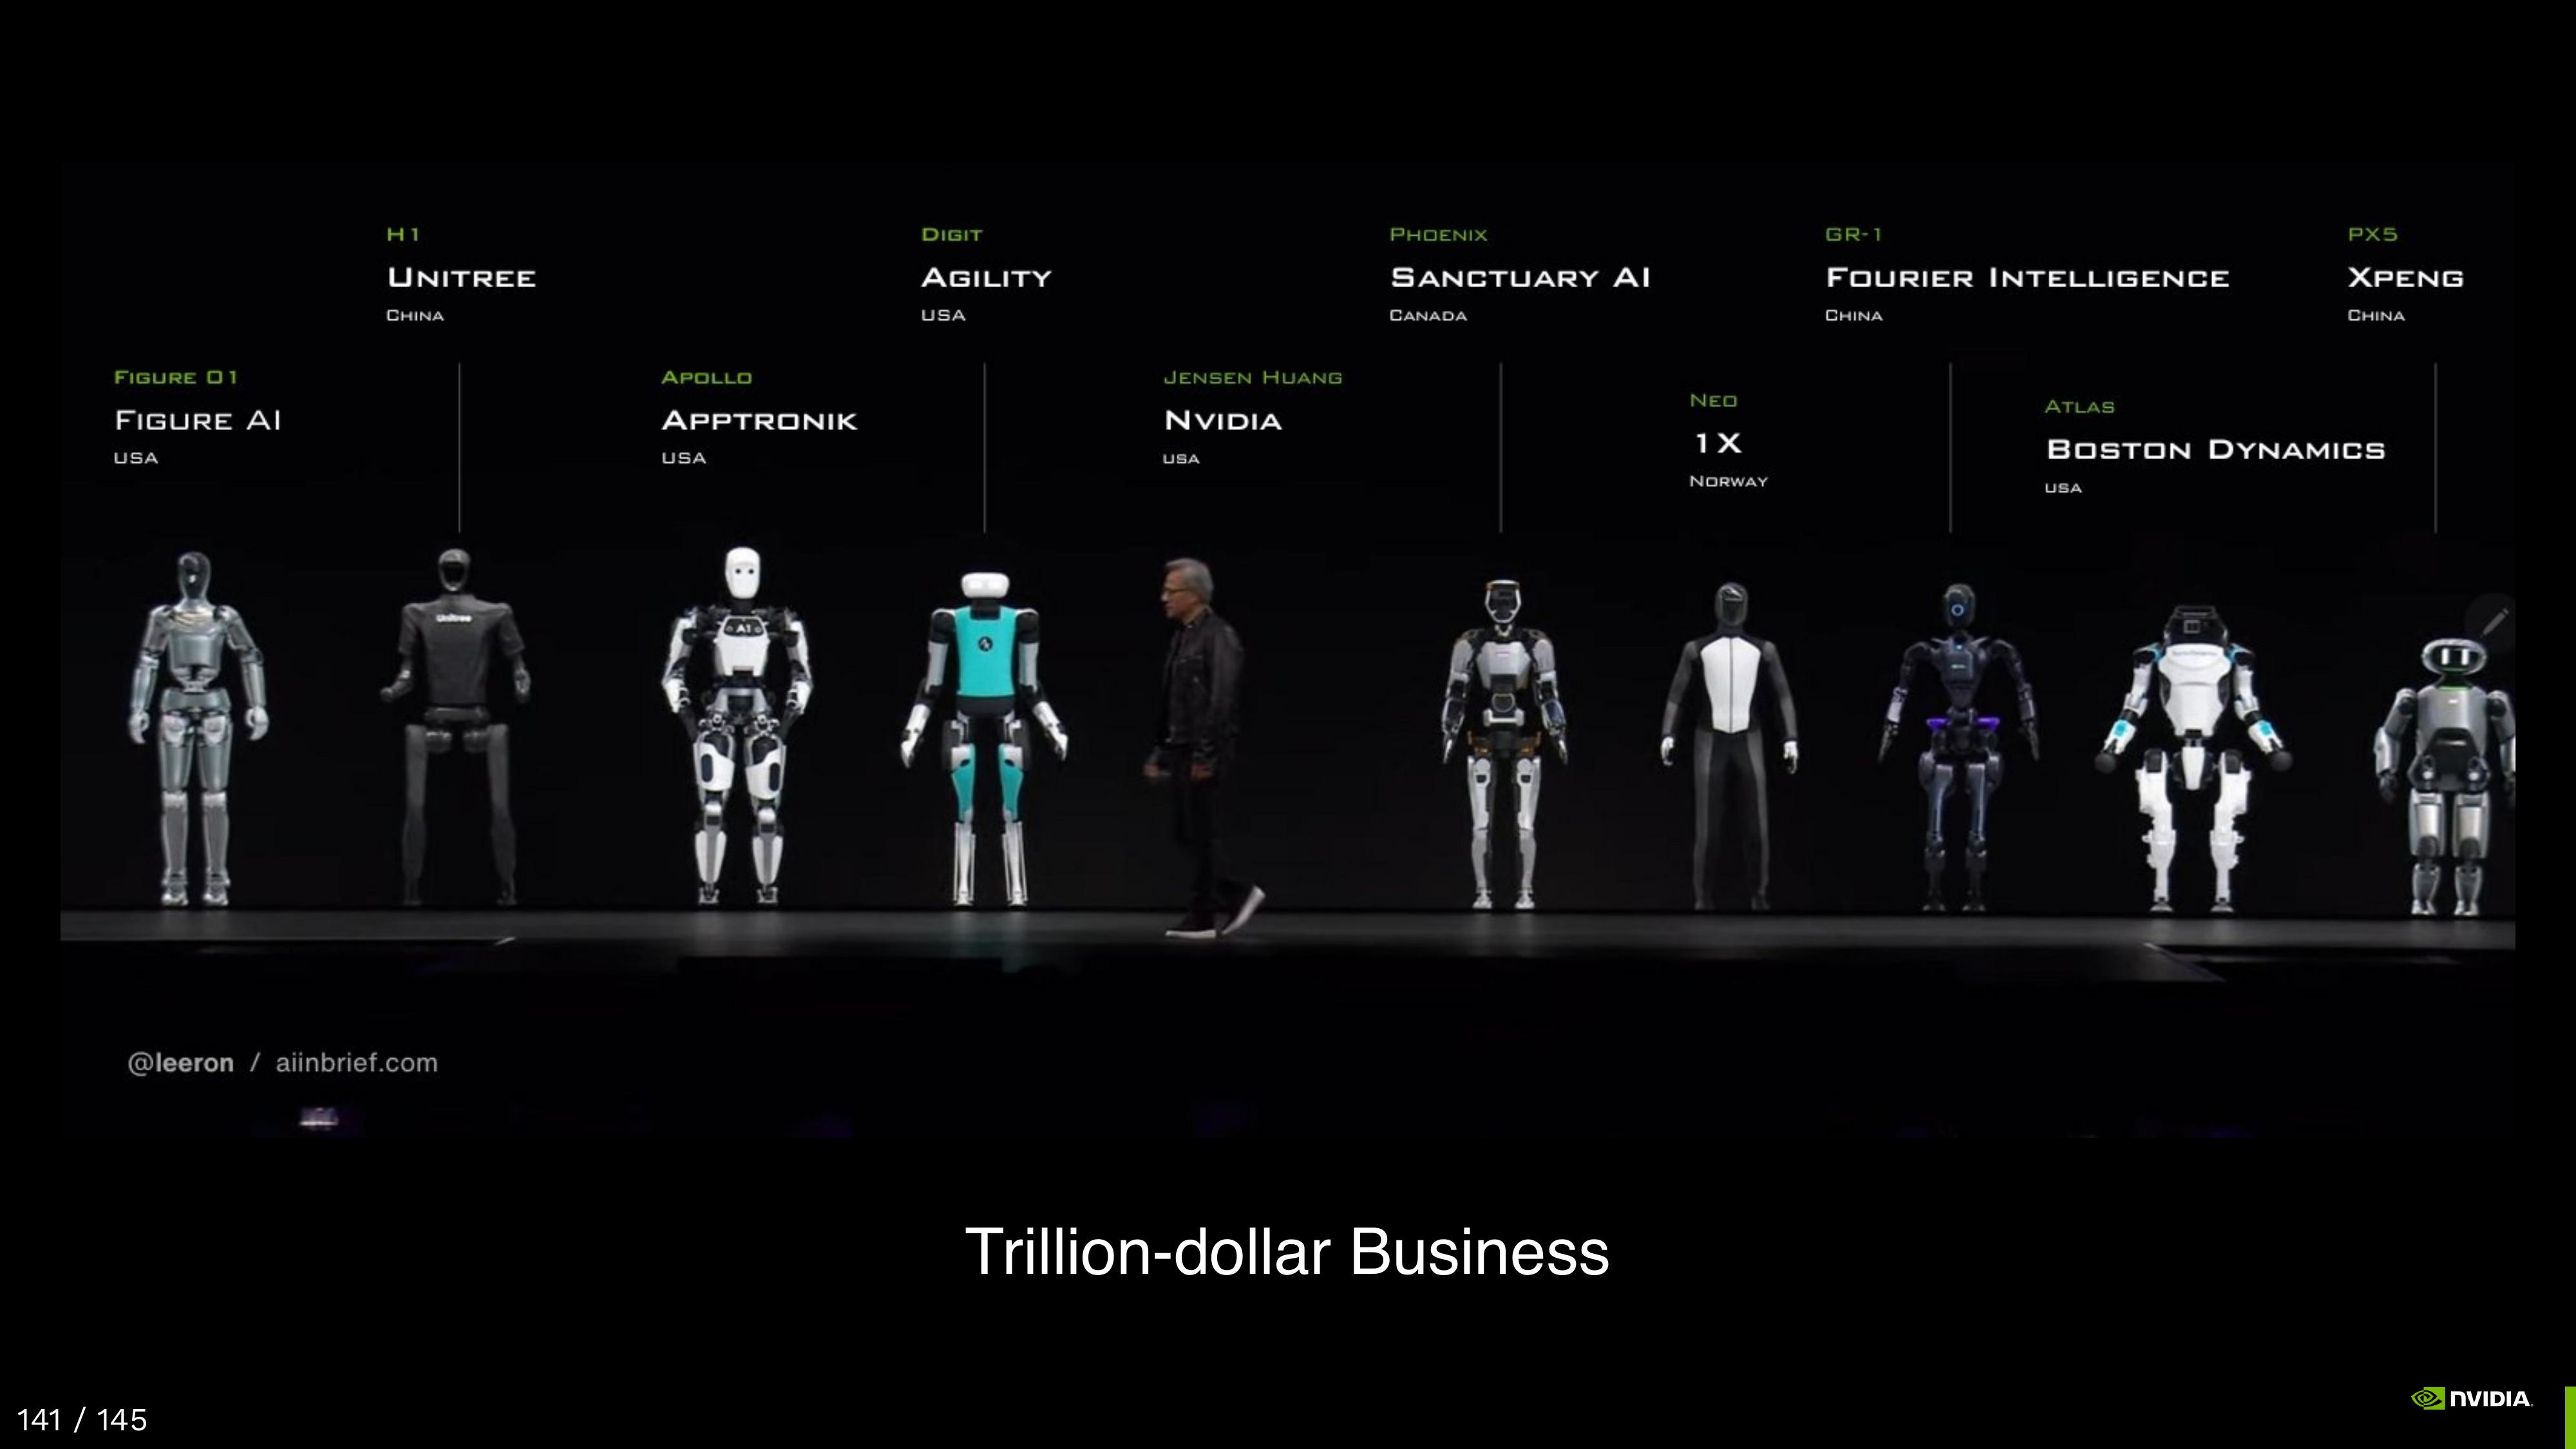 H1
UNITREE
CHINA
DIGIT
AGILITY
USA
PHOENIX
SANCTUARY AI
CANADA
GR-1
FOURIER INTELLIGENCE
CHINA
PX5
XPENG
CHINA
FIGURE 01
FIGURE AI
USA
APOLLO
APPTRONIK
USA
JENSEN HUANG
NVIDIA
USA
NEO
1X
NORWAY
ATLAS
BOSTON DYNAMICS
USA
Unitree
A1
@leeron / aiinbrief.com
Trillion-dollar Business
141 / 145
NVIDIA